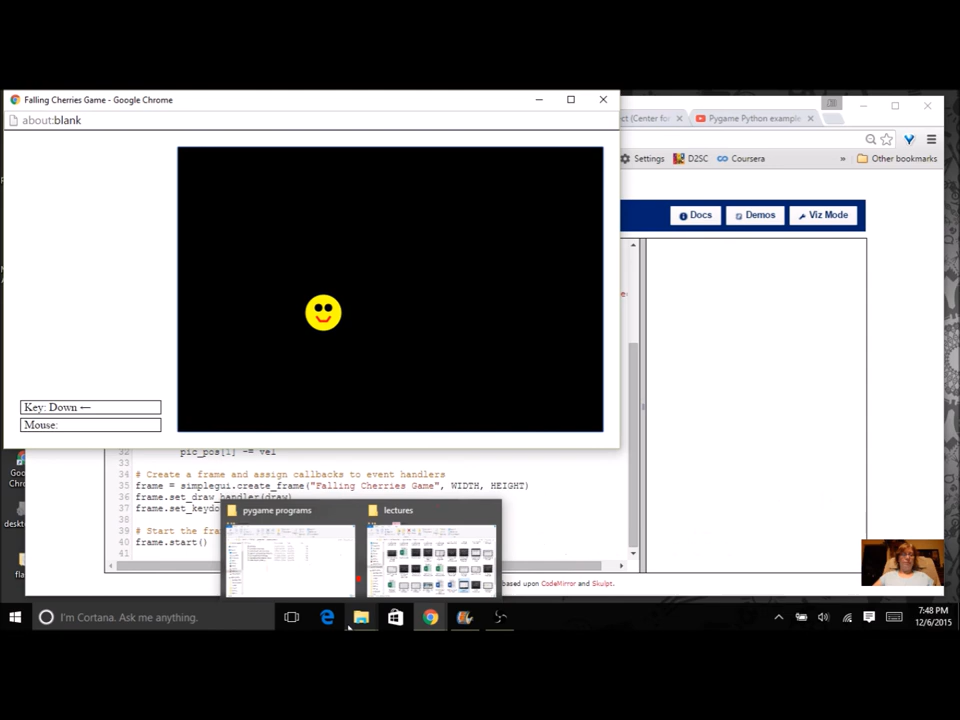 Falling Cherries Game - Google Chrome
about:blank
ct (Center fo
Pygame Python example
Settings
D2SC
Coursera
»
Other bookmarks
Docs
Demos
Viz Mode
Key: Down ←
Mouse:
32
pic_pos[1] -= vel
33
34 # Create a frame and assign callbacks to event handlers
35 frame = simplegui.create_frame("Falling Cherries Game", WIDTH, HEIGHT)
36 frame.set_draw_handler(draw)
37 frame.set_keydo
38
39 # Start the fra
40 frame.start()
41
pygame programs
lectures
based upon CodeMirror and Skulpt.
I'm Cortana. Ask me anything.
7:48 PM
12/6/2015